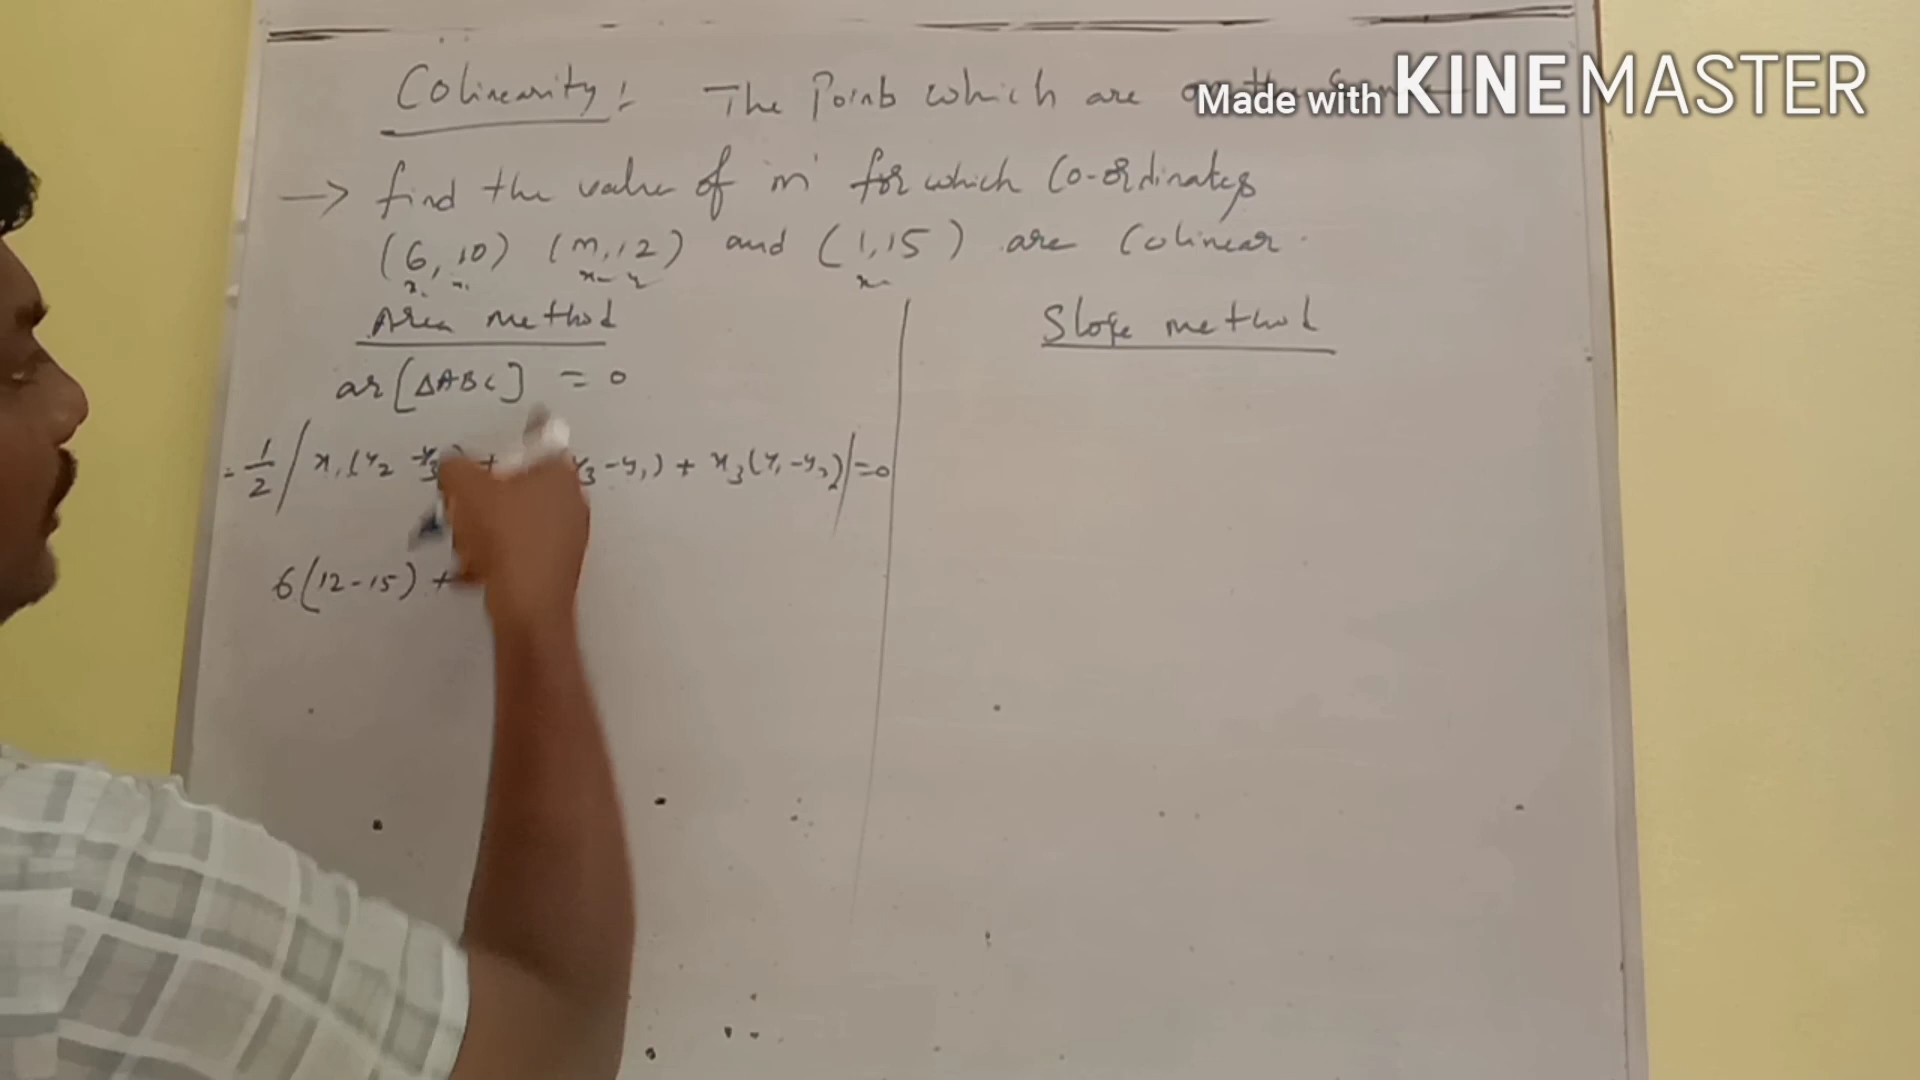 Colinearity: The Points which are
Made with KINEMASTER
→ find the value of 'm' for which Co-ordinates
(6, 10) (m, 12) and (1, 15) are Colinear.
Area method
Slope method
ar [ΔABC] = 0
= 1/2 | x1(y2 - y3) + y3 - y1) + x3(y1 - y2) | = 0
6(12-15) +